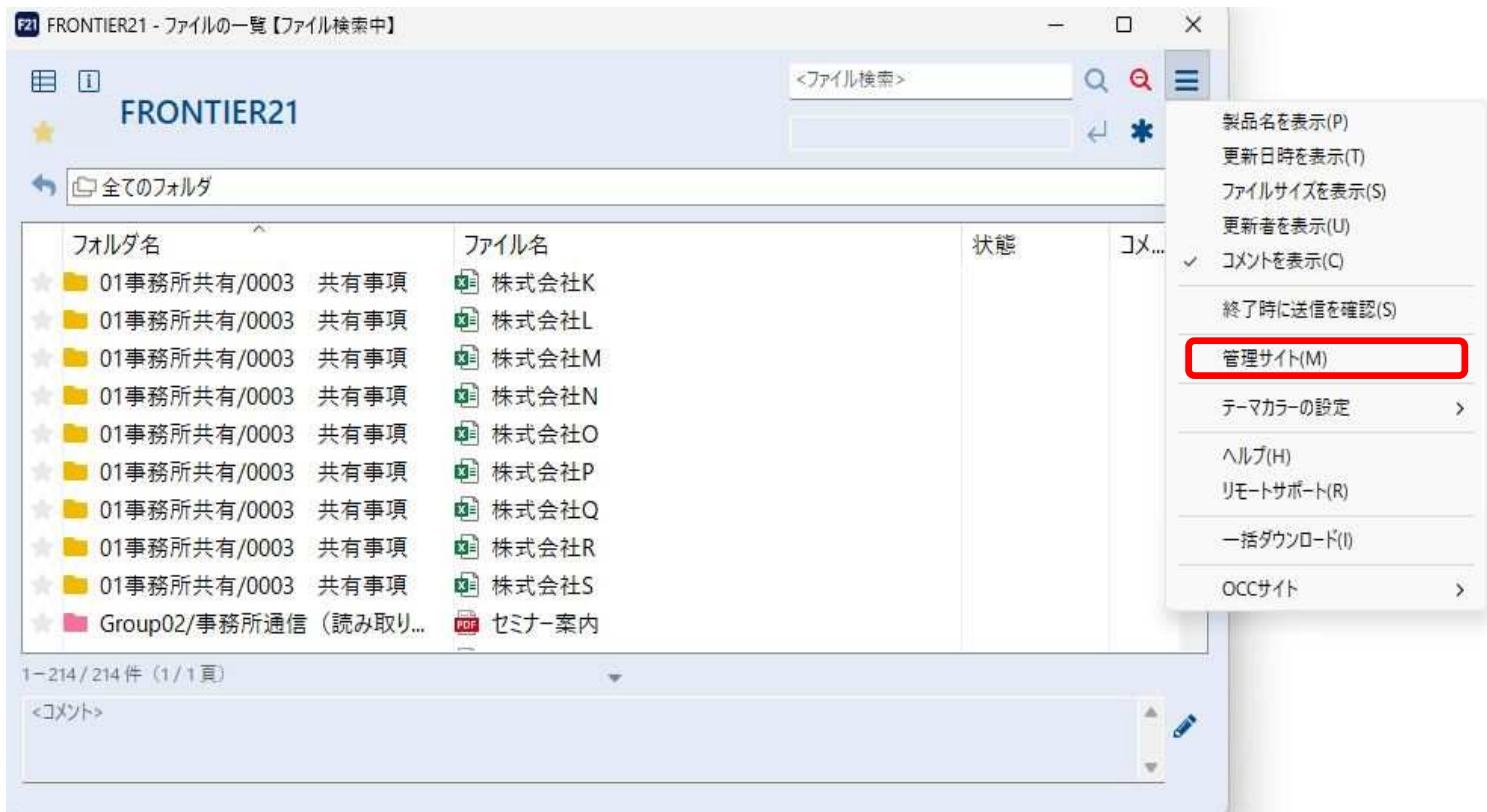 F21 FRONTIER21 - ファイルの一覧【ファイル検索中】
<ファイル検索>
FRONTIER21
全てのフォルダ
フォルダ名 ファイル名 状態 コメ...
01事務所共有/0003 共有事項 株式会社K
01事務所共有/0003 共有事項 株式会社L
01事務所共有/0003 共有事項 株式会社M
01事務所共有/0003 共有事項 株式会社N
01事務所共有/0003 共有事項 株式会社O
01事務所共有/0003 共有事項 株式会社P
01事務所共有/0003 共有事項 株式会社Q
01事務所共有/0003 共有事項 株式会社R
01事務所共有/0003 共有事項 株式会社S
Group02/事務所通信（読み取り... PDF セミナー案内
1－214 / 214 件（1 / 1 頁）
<コメント>
製品名を表示(P)
更新日時を表示(T)
ファイルサイズを表示(S)
更新者を表示(U)
コメントを表示(C)
終了時に送信を確認(S)
管理サイト(M)
テーマカラーの設定
ヘルプ(H)
リモートサポート(R)
一括ダウンロード(I)
OCCサイト